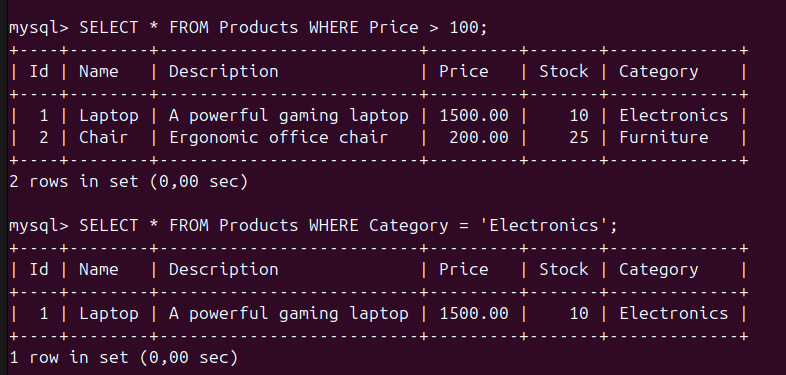 mysql> SELECT * FROM Products WHERE Price > 100;
+----+--------+--------------------------+---------+-------+-------------+
| Id | Name   | Description              | Price   | Stock | Category    |
+----+--------+--------------------------+---------+-------+-------------+
|  1 | Laptop | A powerful gaming laptop | 1500.00 |    10 | Electronics |
|  2 | Chair  | Ergonomic office chair   |  200.00 |    25 | Furniture   |
+----+--------+--------------------------+---------+-------+-------------+
2 rows in set (0,00 sec)

mysql> SELECT * FROM Products WHERE Category = 'Electronics';
+----+--------+--------------------------+---------+-------+-------------+
| Id | Name   | Description              | Price   | Stock | Category    |
+----+--------+--------------------------+---------+-------+-------------+
|  1 | Laptop | A powerful gaming laptop | 1500.00 |    10 | Electronics |
+----+--------+--------------------------+---------+-------+-------------+
1 row in set (0,00 sec)